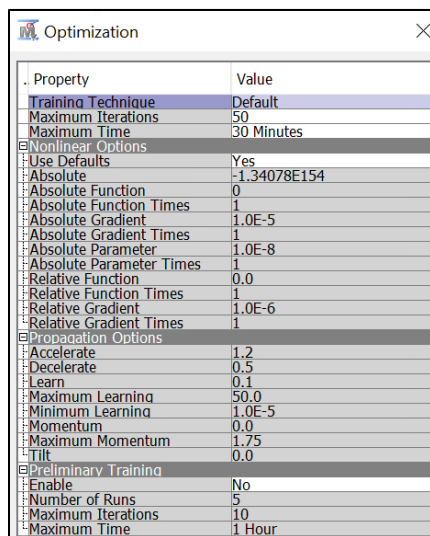 Optimization
. Property Value
Training Technique Default
Maximum Iterations 50
Maximum Time 30 Minutes
Nonlinear Options
Use Defaults Yes
Absolute -1.34078E154
Absolute Function 0
Absolute Function Times 1
Absolute Gradient 1.0E-5
Absolute Gradient Times 1
Absolute Parameter 1.0E-8
Absolute Parameter Times 1
Relative Function 0.0
Relative Function Times 1
Relative Gradient 1.0E-6
Relative Gradient Times 1
Propagation Options
Accelerate 1.2
Decelerate 0.5
Learn 0.1
Maximum Learning 50.0
Minimum Learning 1.0E-5
Momentum 0.0
Maximum Momentum 1.75
Tilt 0.0
Preliminary Training
Enable No
Number of Runs 5
Maximum Iterations 10
Maximum Time 1 Hour